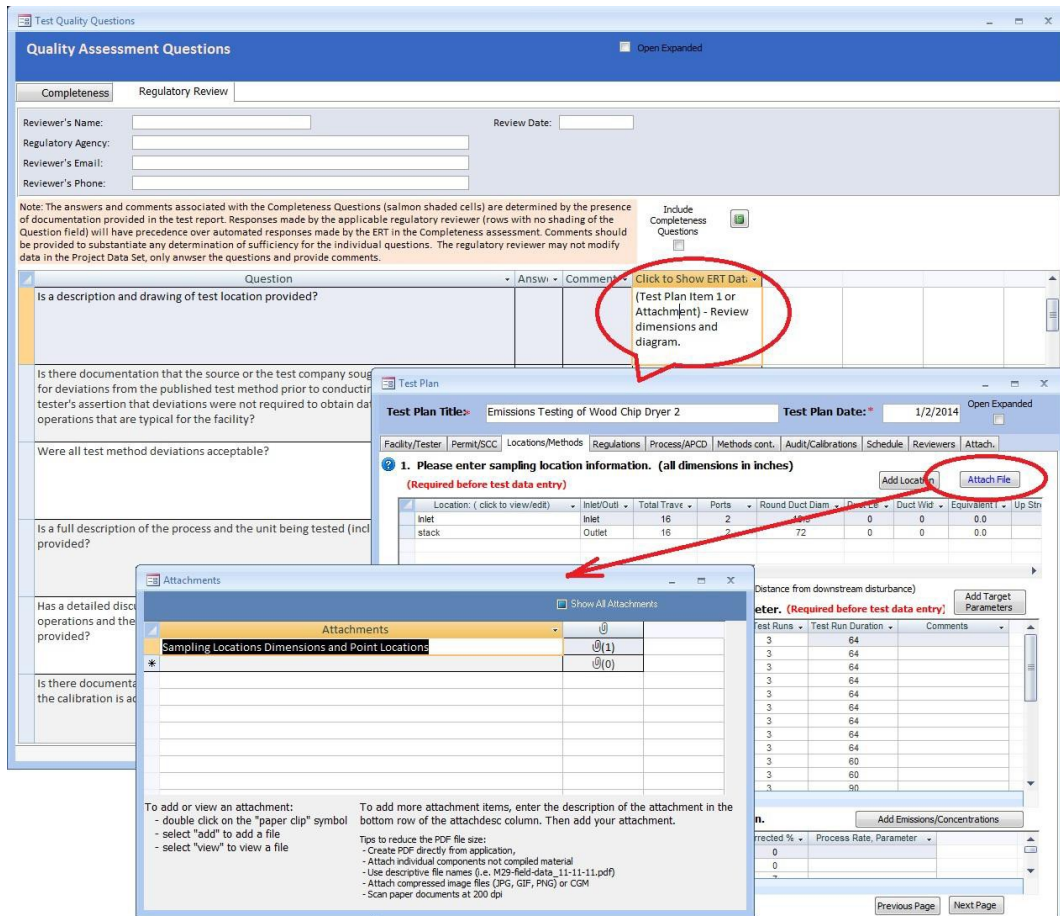 Test Quality Questions
Quality Assessment Questions
Open Expanded
Completeness
Regulatory Review
Reviewer's Name:
Review Date:
Regulatory Agency:
Reviewer's Email:
Reviewer's Phone:
Note: The answers and comments associated with the Completeness Questions (salmon shaded cells) are determined by the presence
of documentation provided in the test report. Responses made by the applicable regulatory reviewer (rows with no shading of the
Question field) will have precedence over automated responses made by the ERT in the Completeness assessment. Comments should
be provided to substantiate any determination of sufficiency for the individual questions. The regulatory reviewer may not modify
data in the Project Data Set, only anwser the questions and provide comments.
Include
Completeness
Questions
Question
Answ
Comment
Click to Show ERT Dat
Is a description and drawing of test location provided?
(Test Plan Item 1 or
Attachment) - Review
dimensions and
diagram.
Is there documentation that the source or the test company soug
for deviations from the published test method prior to conductin
tester's assertion that deviations were not required to obtain dat
operations that are typical for the facility?
Were all test method deviations acceptable?
Is a full description of the process and the unit being tested (incl
provided?
Has a detailed discu
operations and the
provided?
Is there documenta
the calibration is ac
Test Plan
Test Plan Title:*
Emissions Testing of Wood Chip Dryer 2
Test Plan Date:*
1/2/2014
Open Expanded
Facility/Tester
Permit/SCC
Locations/Methods
Regulations
Process/APCD
Methods cont.
Audit/Calibrations
Schedule
Reviewers
Attach.
1. Please enter sampling location information. (all dimensions in inches)
(Required before test data entry)
Add Location
Attach File
Location: ( click to view/edit)
Inlet/Outl
Total Trave
Ports
Round Duct Diam
Duct Wid
Equivalent
Up Stre
Inlet Inlet 16 2 0 0 0.0
stack Outlet 16 2 72 0 0 0.0
Distance from downstream disturbance)
eter. (Required before test data entry)
Add Target
Parameters
Test Runs
Test Run Duration
Comments
3 64
3 64
3 64
3 64
3 64
3 64
3 64
3 64
3 64
3 60
3 60
3 90
n.
Add Emissions/Concentrations
rrected %
Process Rate, Parameter
0
0
Previous Page
Next Page
Attachments
Show All Attachments
Attachments
Sampling Locations Dimensions and Point Locations
(1)
*
(0)
To add or view an attachment:
- double click on the "paper clip" symbol
- select "add" to add a file
- select "view" to view a file
To add more attachment items, enter the description of the attachment in the
bottom row of the attachdesc column. Then add your attachment.
Tips to reduce the PDF file size:
- Create PDF directly from application,
- Attach individual components not compiled material
- Use descriptive file names (i.e. M29-field-data_11-11-11.pdf)
- Attach compressed image files (JPG, GIF, PNG) or CGM
- Scan paper documents at 200 dpi